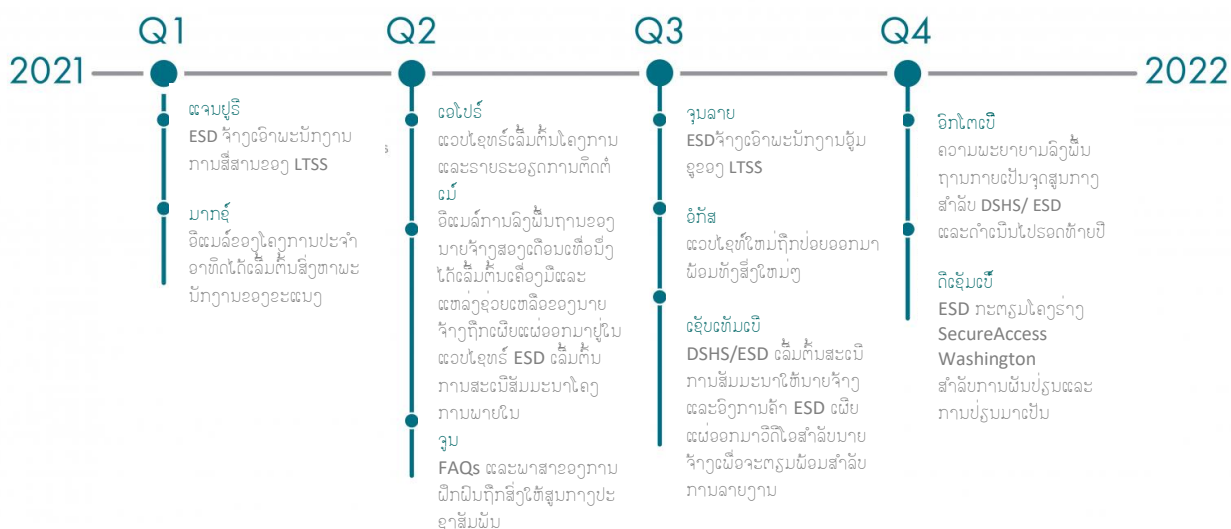 Q1
Q2
Q3
Q4
2021
2022
ແຈນຢູຣີ
ESD ຈ້າງເອົາພະນັກງານ
ການສື່ສານຂອງ LTSS
ມາກຊ໌
ອີແມລ໌ຂອງໂຄງການປະຈຳ
ອາທິດໄດ້ເລີ້ມຕົ້ນສົ່ງຫາພະ
ນັກງານຂອງຂະແໜງ
s
ເອໂປຣ໌
ແວບໄຊທຣ໌ເລີ້ມຕົ້ນໂຄງການ
ແລະຣາຍຣະອຽດການຕິດຕໍ່
ເມ໌
ອີແມລ໌ການລົງພື້ນຖານຂອງ
ນາຍຈ້າງສອງເດືອນເທື່ອນຶ່ງ
ໄດ້ເລີ້ມຕົ້ນເຄື່ອງມືແລະ
ແຫລ່ງຊ່ວຍເຫລືອຂອງນາຍ
ຈ້າງຖືກເຜີຍແຜ່ອອກມາຢູ່ໃນ
ແວບໄຊທຣ໌ ESD ເລີ້ມຕົ້ນ
ການສະເນີສັມມະນາໂຄງ
ການພາຍໃນ
ຈູນ
FAQs ແລະພາສາຂອງການ
ຝຶກຝົນຖືກສົ່ງໃຫ້ສູນກາງປະ
ຊາສັມພັນ
ຈຸນລາຍ
ESDຈ້າງເອົາພະນັກງານອູ້ມ
ຊູຂອງ LTSS
ອໍກັສ
ແວບໄຊທ໌ໃຫມ່ຖືກປ່ອຍອອກມາ
ພ້ອມທັງສິ່ງໃຫມ່ໆ
ເຊັບເທັມເບີ
DSHS/ESD ເລີ້ມຕົ້ນສະເນີ
ການສັມມະນາໃຫ້ນາຍຈ້າງ
ແລະອົງການຄ້າ ESD ເຜີຍ
ແຜ່ອອກມາວີດີໂອສຳລັບນາຍ
ຈ້າງເພື່ອຈະຕຽມພ້ອມສຳລັບ
ການລາຍງານ
ອົກໂຕເບີ
ຄວາມພະຍາຍາມລົງພື້ນ
ຖານກາຍເປັນຈຸດສູນກາງ
ສຳລັບ DSHS/ ESD
ແລະດຳເນີນໄປຣອດທ້າຍປີ
ດີເຊັມເບີ້
ESD ກະຕຽມໂຄງຮ່າງ
SecureAccess
Washington
ສຳລັບການຜັນປ່ຽນແລະ
ການປ່ຽນມາເປັນ